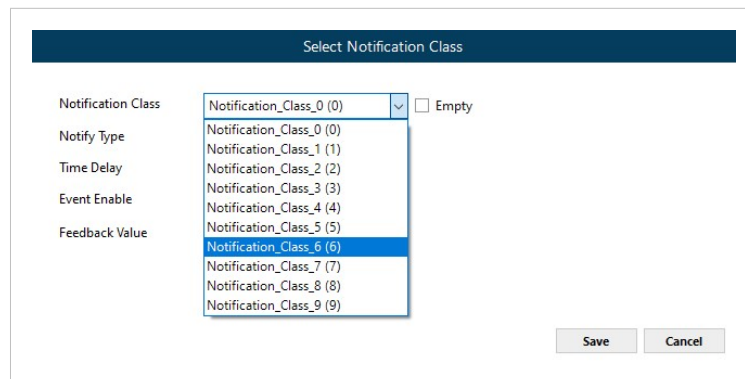 Select Notification Class
Notification Class Notification_Class_0 (0) Empty
Notification_Class_0 (0)
Notify Type
Notification_Class_1 (1)
Time Delay
Notification_Class_2 (2)
Notification_Class_3 (3)
Event Enable
Notification_Class_4 (4)
Notification_Class_5 (5)
Feedback Value
Notification_Class_6 (6)
Notification_Class_7 (7)
Notification_Class_8 (8)
Notification_Class_9 (9)
Save Cancel